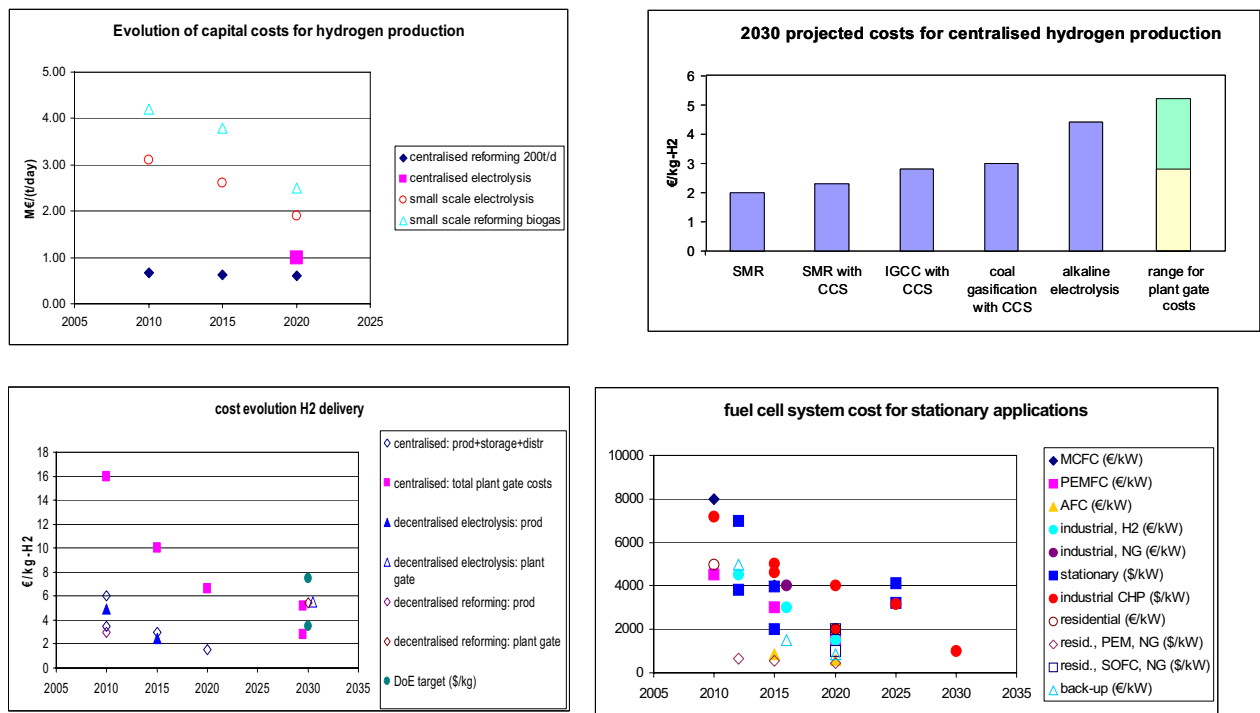 Evolution of capital costs for hydrogen production
5.00
4.00
3.00
2.00
1.00
0.00
M€/(t/day)
2005
2010
2015
2020
2025
centralised reforming 200t/d
centralised electrolysis
small scale electrolysis
small scale reforming biogas
2030 projected costs for centralised hydrogen production
6
5
4
3
2
1
0
€/kg-H2
SMR
SMR with
CCS
IGCC with
CCS
coal
gasification
with CCS
alkaline
electrolysis
range for
plant gate
costs
cost evolution H2 delivery
18
16
14
12
10
8
6
4
2
0
€/kg-H2
2005
2010
2015
2020
2025
2030
2035
centralised: prod+storage+distr
centralised: total plant gate costs
decentralised electrolysis: prod
decentralised electrolysis: plant
gate
decentralised reforming: prod
decentralised reforming: plant gate
DoE target ($/kg)
fuel cell system cost for stationary applications
10000
8000
6000
4000
2000
0
2005
2010
2015
2020
2025
2030
2035
MCFC (€/kW)
PEMFC (€/kW)
AFC (€/kW)
industrial, H2 (€/kW)
industrial, NG (€/kW)
stationary ($/kW)
industrial CHP ($/kW)
residential (€/kW)
resid., PEM, NG ($/kW)
resid., SOFC, NG ($/kW)
back-up (€/kW)